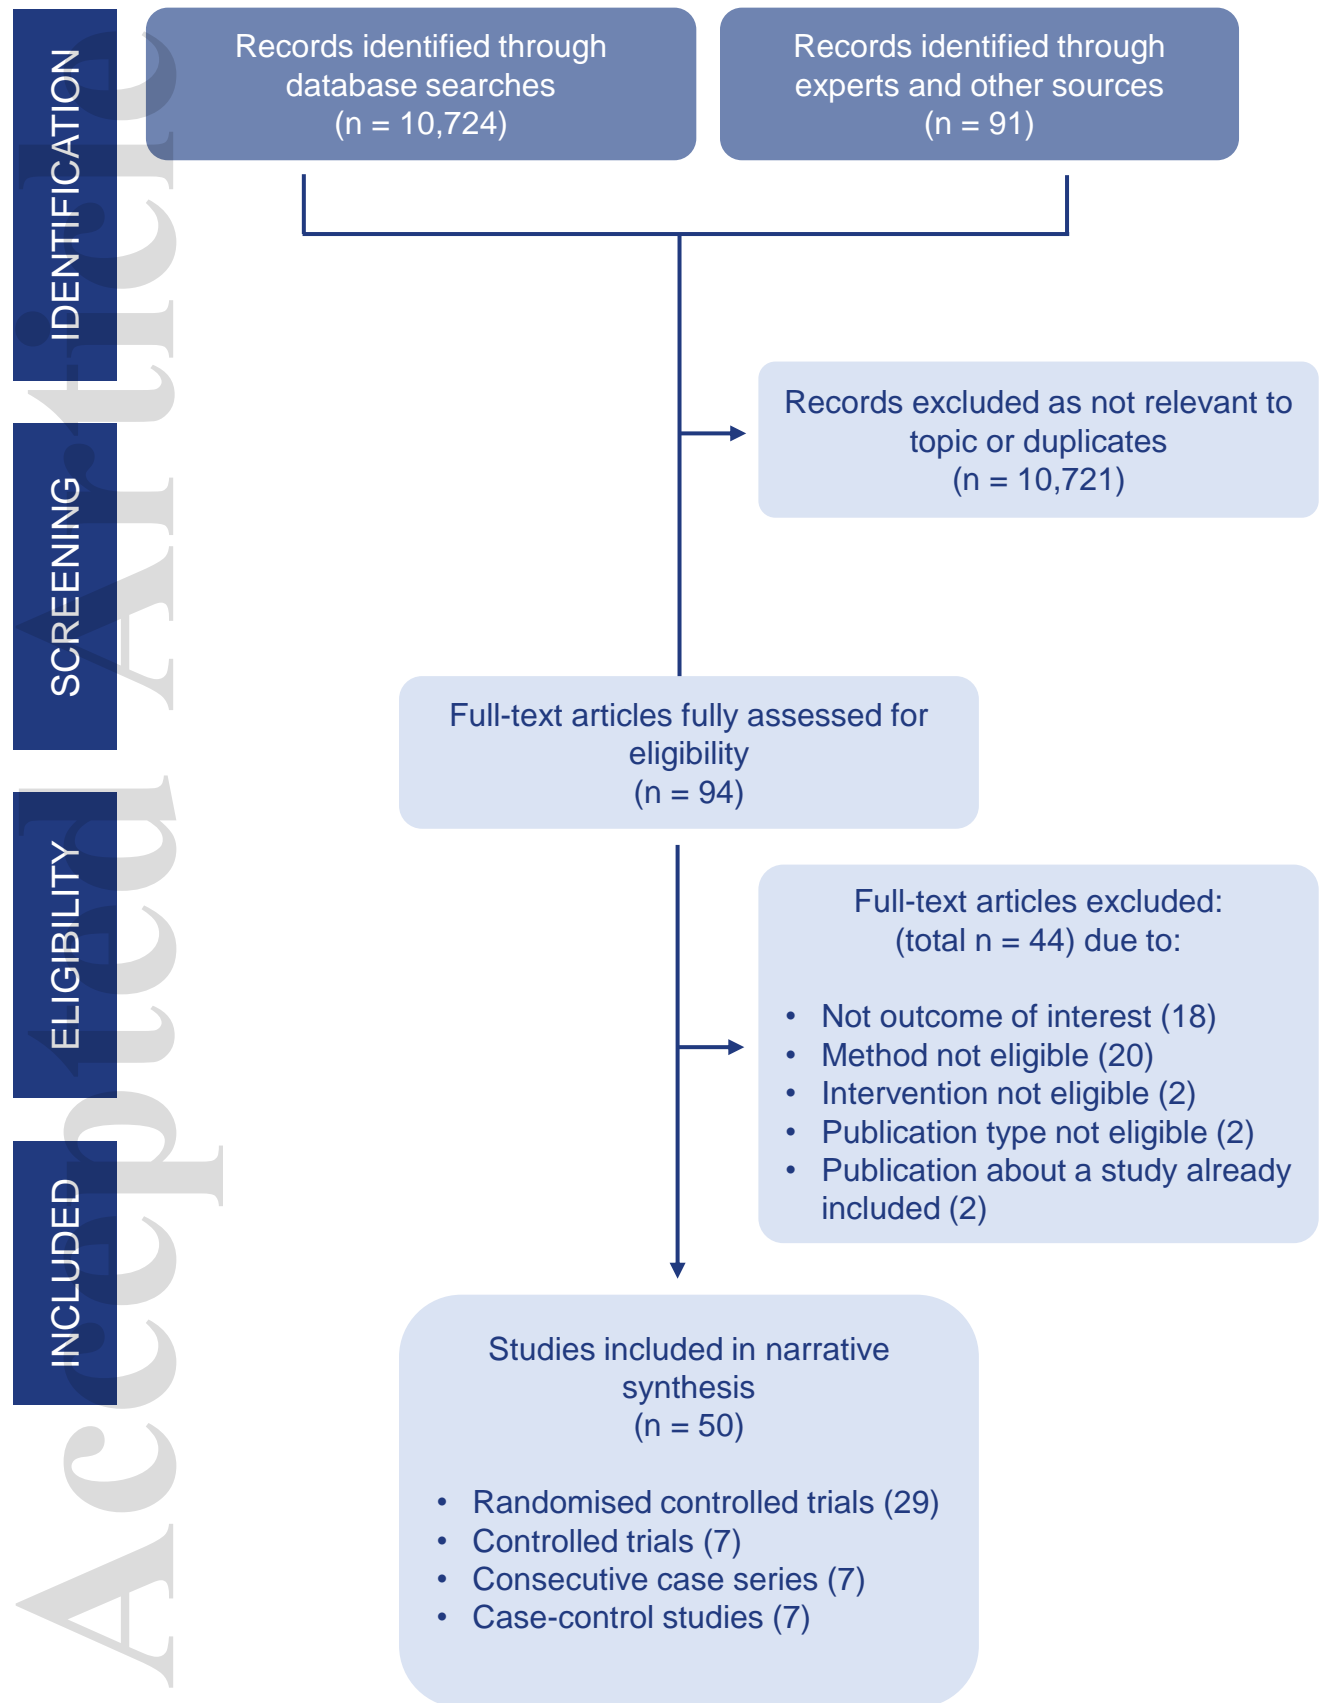 IDENTIFICATION
Records identified through
database searches
(n = 10,724)
Records identified through
experts and other sources
(n = 91)
SCREENING
Records excluded as not relevant to
topic or duplicates
(n = 10,721)
Full-text articles fully assessed for
eligibility
(n = 94)
ELIGIBILITY
Full-text articles excluded:
(total n = 44) due to:
• Not outcome of interest (18)
• Method not eligible (20)
• Intervention not eligible (2)
• Publication type not eligible (2)
• Publication about a study already
included (2)
INCLUDED
Studies included in narrative
synthesis
(n = 50)
• Randomised controlled trials (29)
• Controlled trials (7)
• Consecutive case series (7)
• Case-control studies (7)
Accepted Article